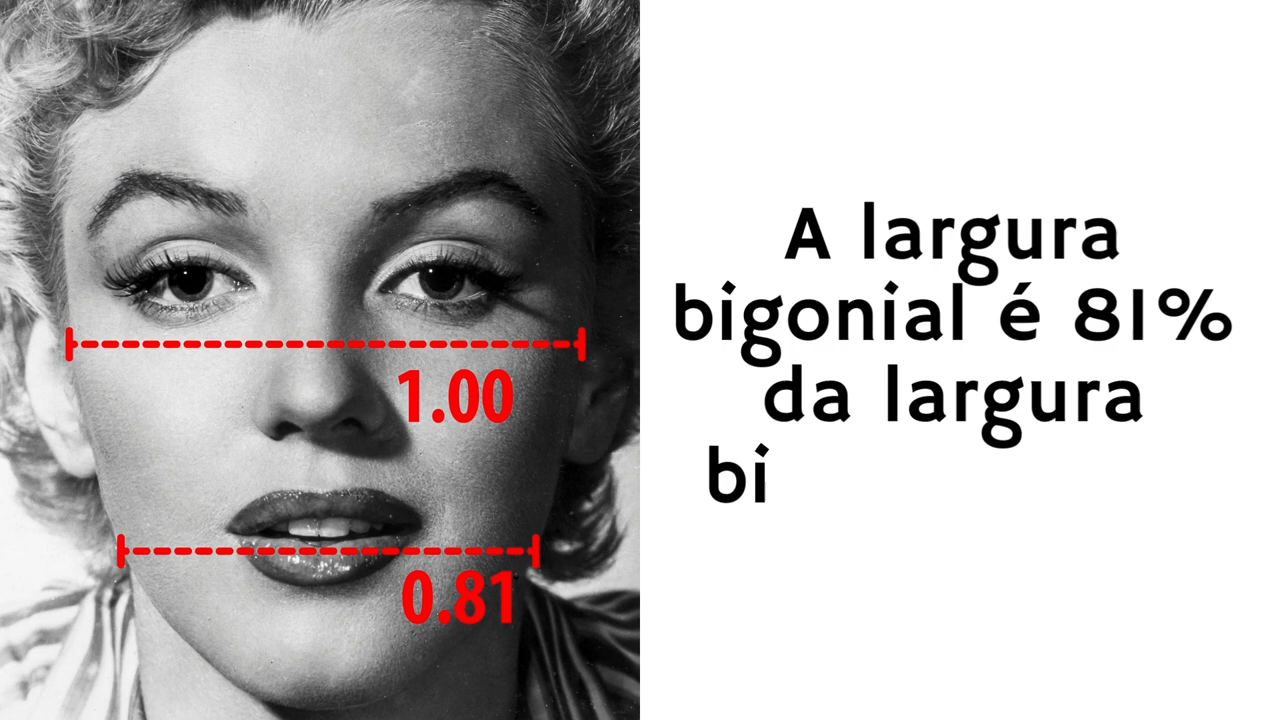 1.00
0.81
A largura
bigonial é 81%
da largura
bi